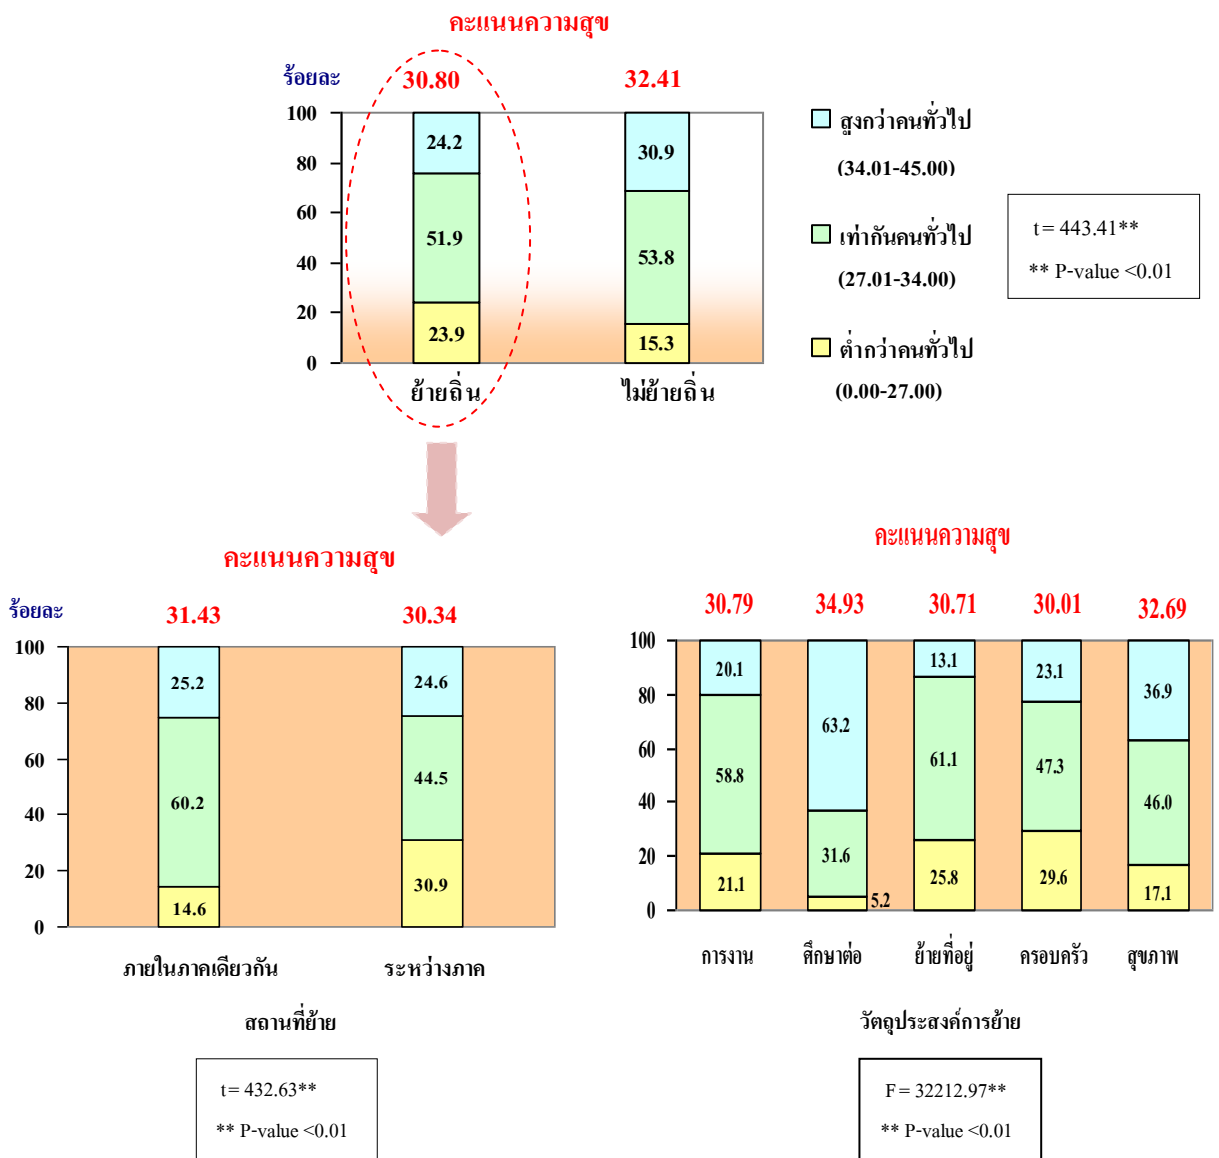 คะแนนความสุข
ร้อยละ 30.80 32.41
100
80
60
40
20
0
24.2 30.9
51.9 53.8
23.9 15.3
ย้ายถิ่น ไม่ย้ายถิ่น
สูงกว่าคนทั่วไป
(34.01-45.00)
เท่ากันคนทั่วไป
(27.01-34.00)
ต่ำกว่าคนทั่วไป
(0.00-27.00)
t = 443.41**
** P-value <0.01
คะแนนความสุข
ร้อยละ 31.43 30.34
100
80
60
40
20
0
25.2 24.6
60.2 44.5
14.6 30.9
ภายในภาคเดียวกัน ระหว่างภาค
สถานที่ย้าย
t = 432.63**
** P-value <0.01
คะแนนความสุข
30.79 34.93 30.71 30.01 32.69
100
80
60
40
20
0
20.1 63.2 13.1 23.1 36.9
58.8 31.6 61.1 47.3 46.0
21.1 5.2 25.8 29.6 17.1
การงาน ศึกษาต่อ ย้ายที่อยู่ ครอบครัว สุขภาพ
วัตถุประสงค์การย้าย
F = 32212.97**
** P-value <0.01